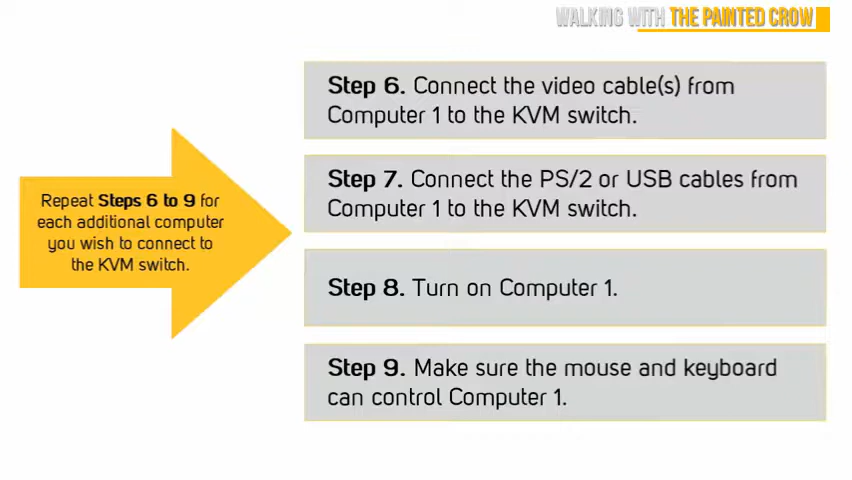 WALKING WITH THE PAINTED CROW
Step 6. Connect the video cable(s) from
Computer 1 to the KVM switch.
Step 7. Connect the PS/2 or USB cables from
Computer 1 to the KVM switch.
Repeat Steps 6 to 9 for
each additional computer
you wish to connect to
the KVM switch.
Step 8. Turn on Computer 1.
Step 9. Make sure the mouse and keyboard
can control Computer 1.